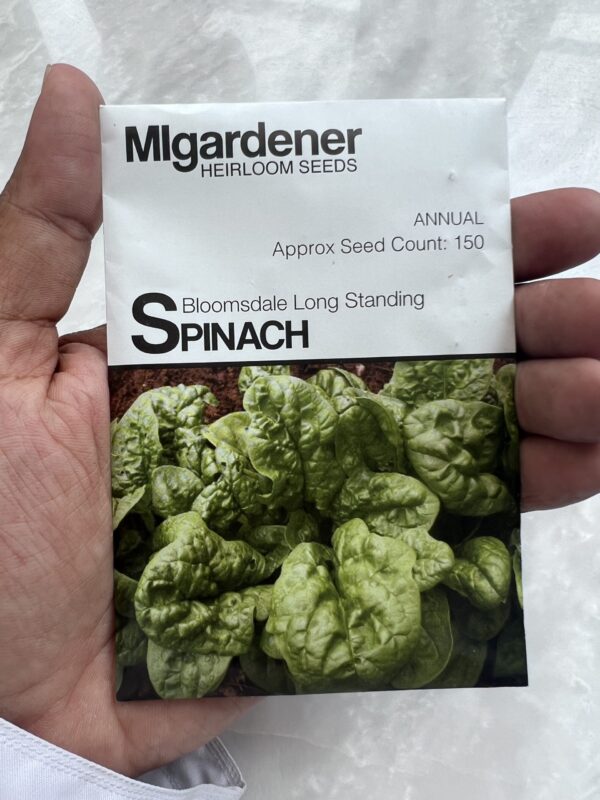 MIgardener
HEIRLOOM SEEDS
ANNUAL
Approx Seed Count: 150
Bloomsdale Long Standing
SPINACH